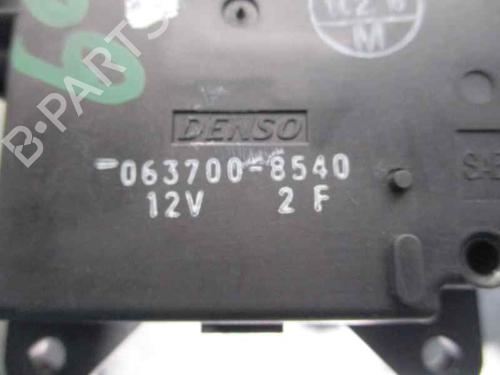 M
DENSO
063700-8540
12V 2 F
B-PARTS